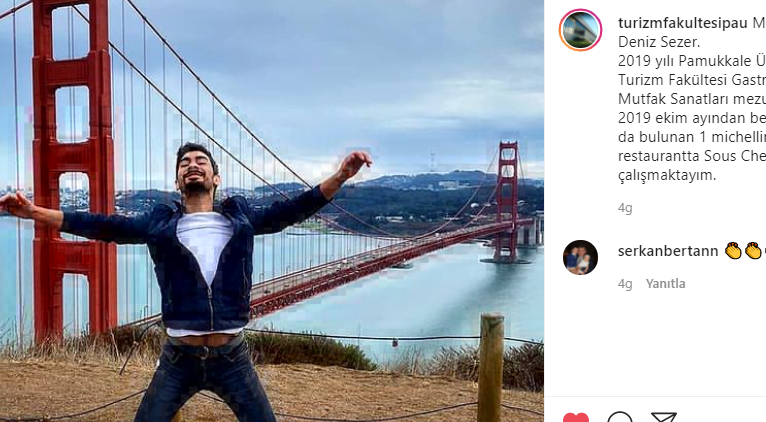 turizmfakultesipau M
Deniz Sezer.
2019 yılı Pamukkale Ü
Turizm Fakültesi Gastr
Mutfak Sanatları mezu
2019 ekim ayından be
da bulunan 1 michellin
restaurantta Sous Che
çalışmaktayım.
4g
serkanbertann 👏👏
4g Yanıtla